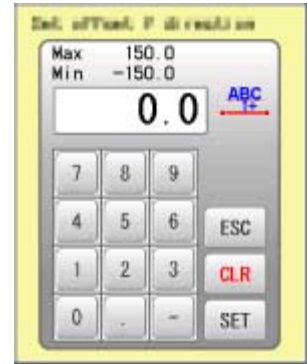 Set offset Y direction
Max 150.0
Min -150.0
0.0
ABC
1+
7 8 9
4 5 6 ESC
1 2 3 CLR
0 . - SET